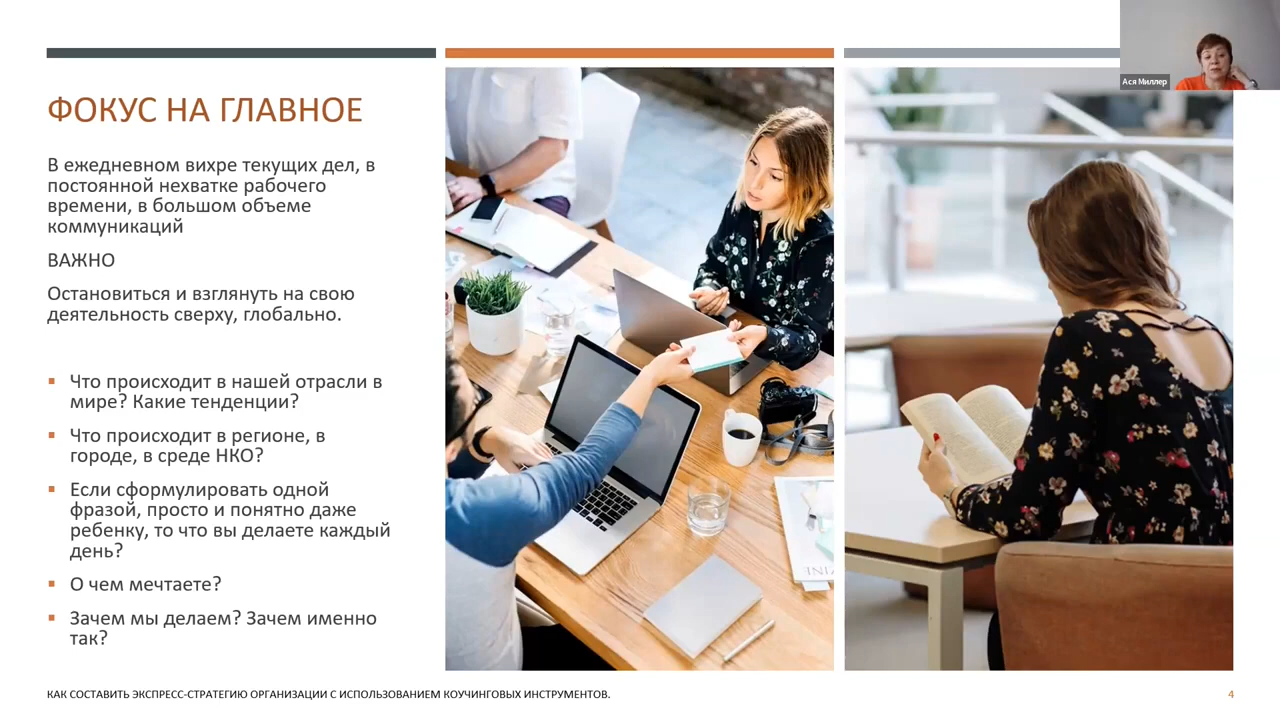 Ася Миллер
ФОКУС НА ГЛАВНОЕ
В ежедневном вихре текущих дел, в
постоянной нехватке рабочего
времени, в большом объеме
коммуникаций
ВАЖНО
Остановиться и взглянуть на свою
деятельность сверху, глобально.
Что происходит в нашей отрасли в
мире? Какие тенденции?
Что происходит в регионе, в
городе, в среде НКО?
Если сформулировать одной
фразой, просто и понятно даже
ребенку, то что вы делаете каждый
день?
О чем мечтаете?
Зачем мы делаем? Зачем именно
так?
КАК СОСТАВИТЬ ЭКСПРЕСС-СТРАТЕГИЮ ОРГАНИЗАЦИИ С ИСПОЛЬЗОВАНИЕМ КОУЧИНГОВЫХ ИНСТРУМЕНТОВ.
4